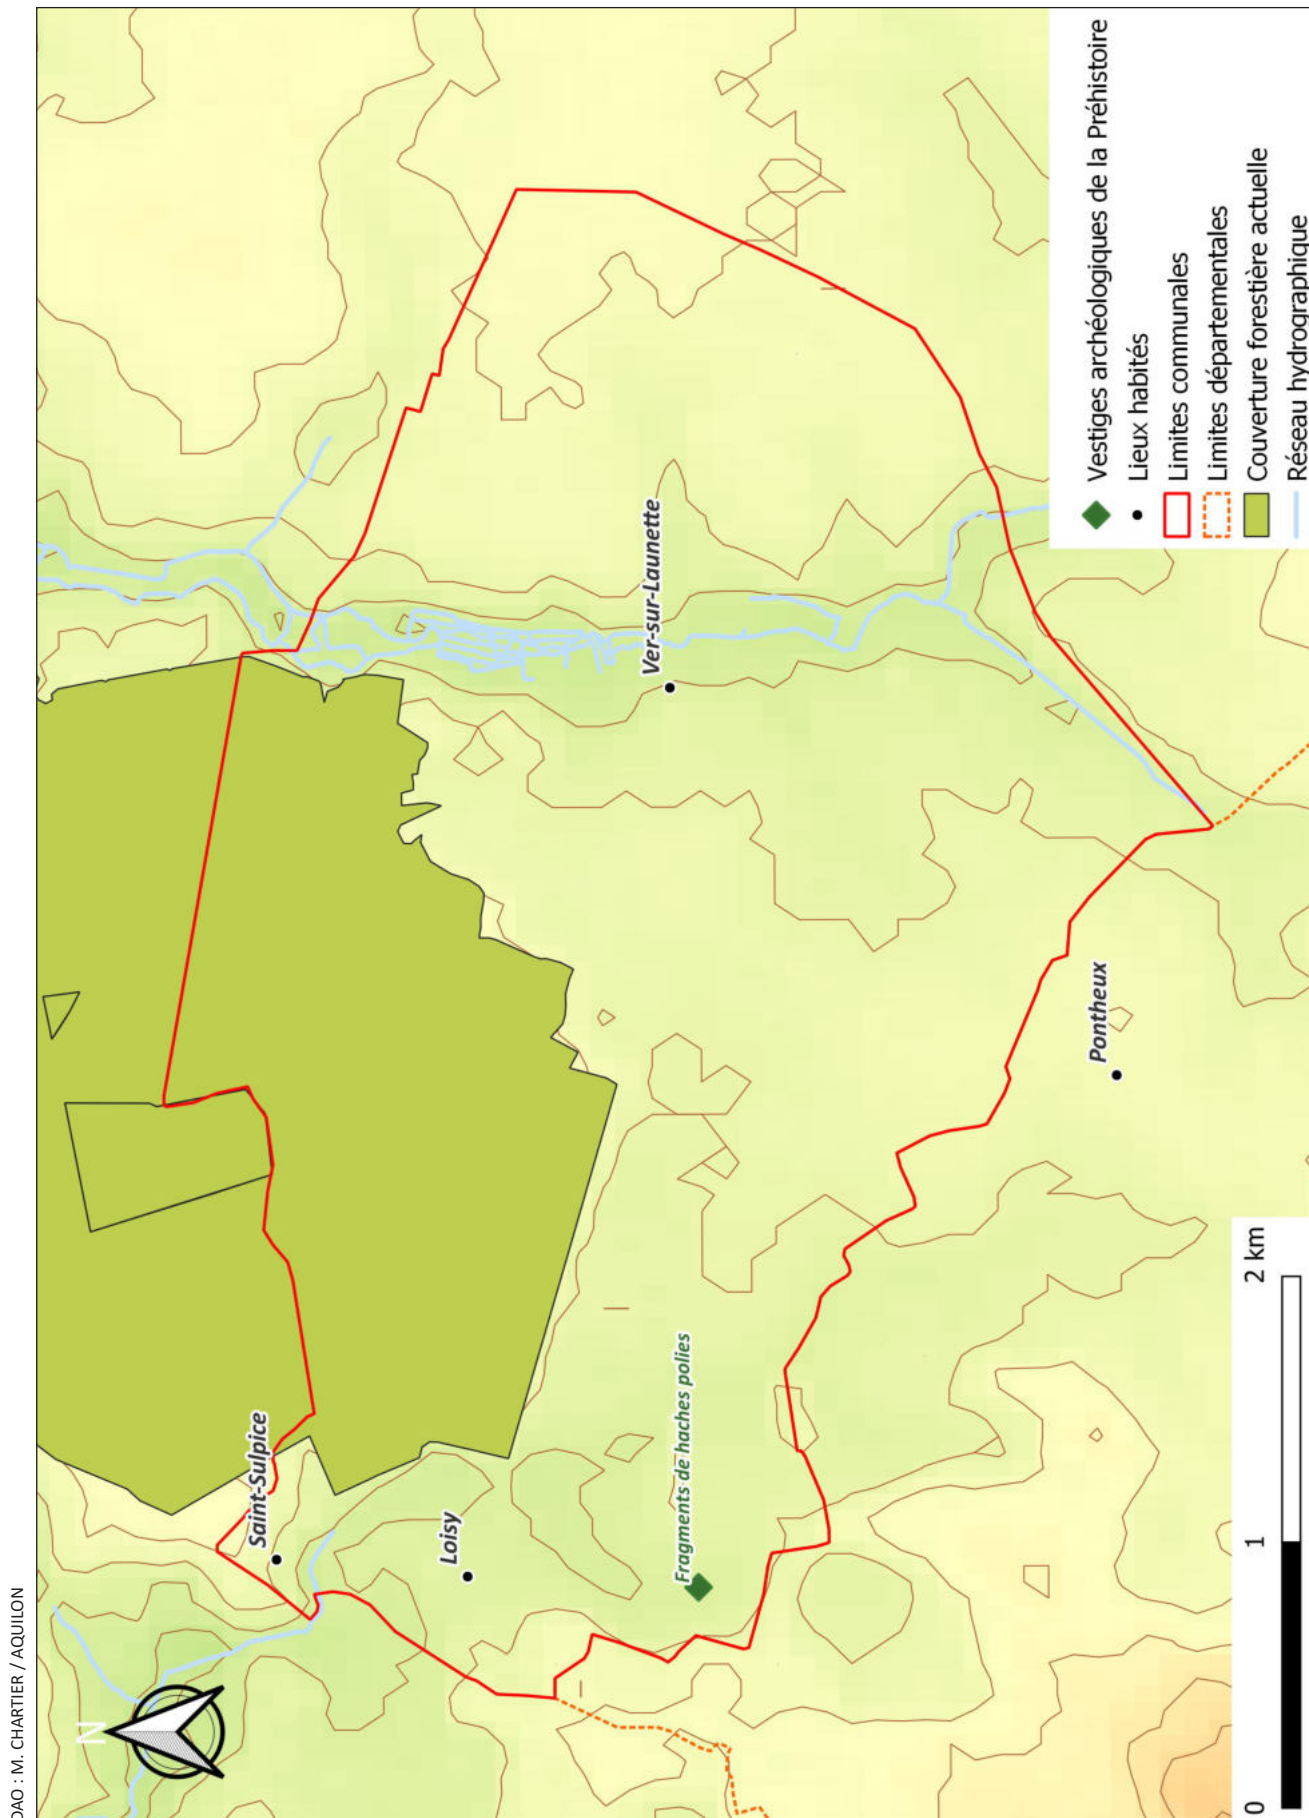 DAO : M. CHARTIER / AQUILON
N
Saint-Sulpice
Loisy
Fragments de haches polies
Ver-sur-Launette
Pontheux
0 1 2 km
Vestiges archéologiques de la Préhistoire
Lieux habités
Limites communales
Limites départementales
Couverture forestière actuelle
Réseau hydrographique